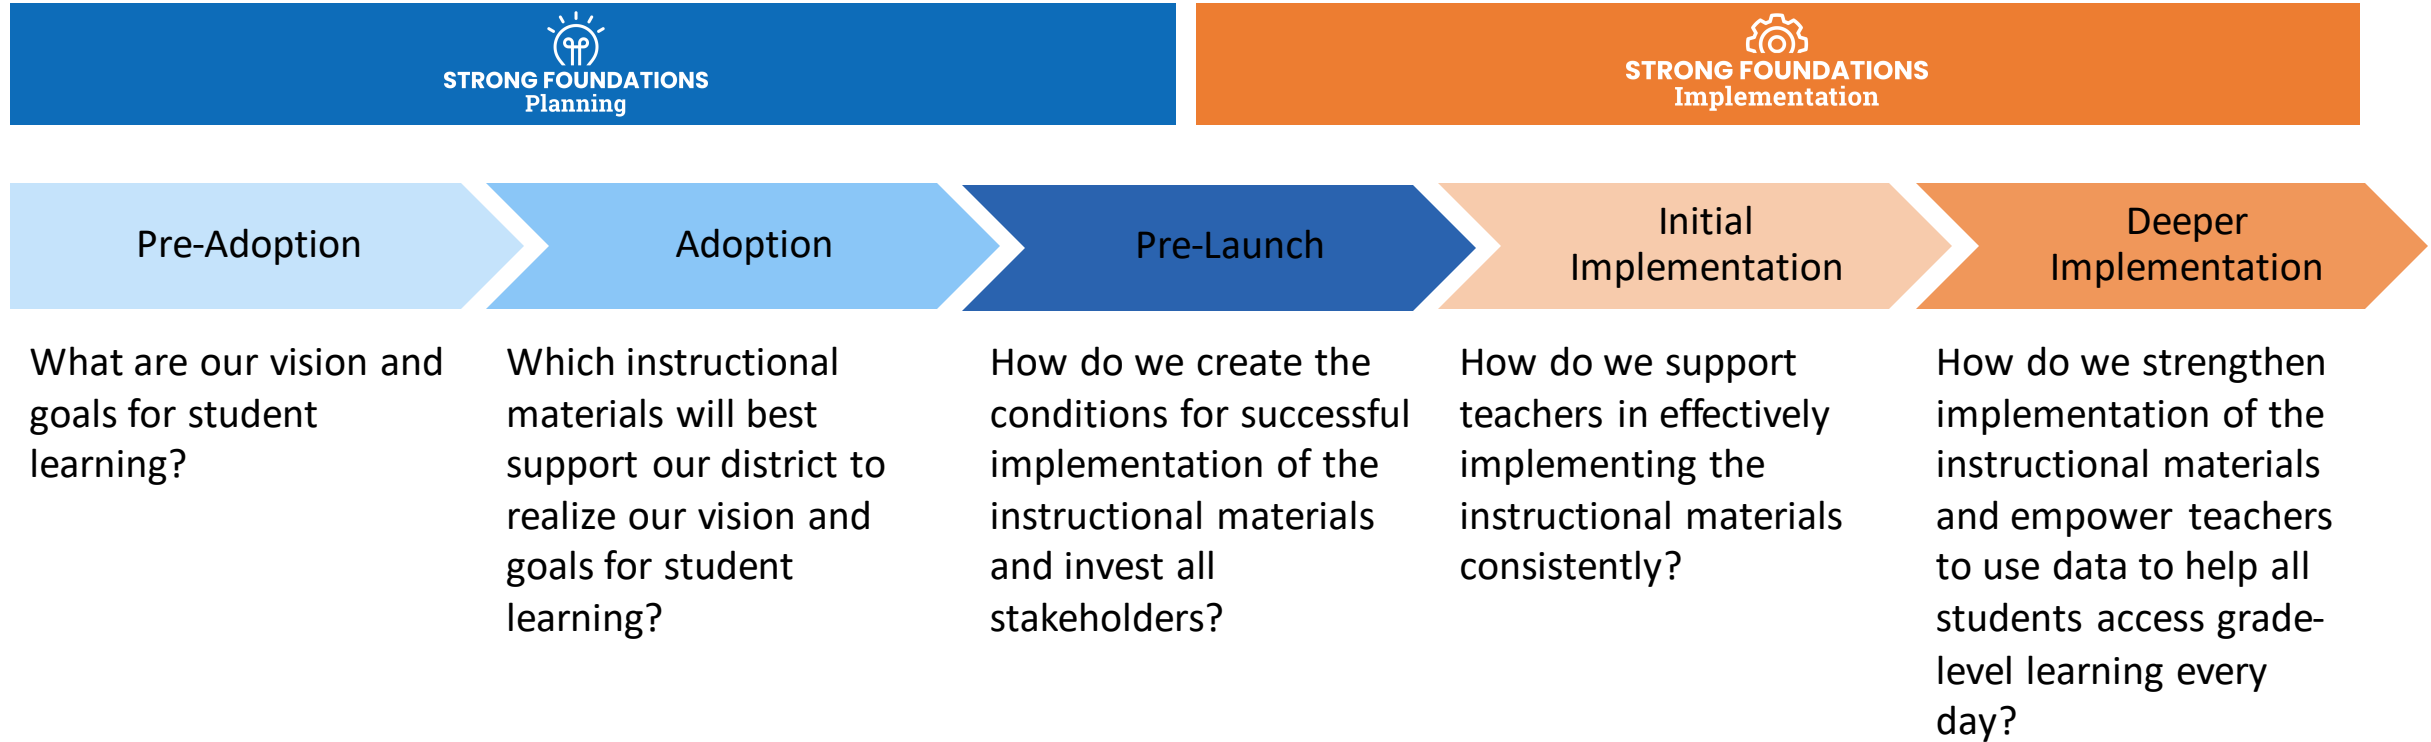 STRONG FOUNDATIONS
Planning
STRONG FOUNDATIONS
Implementation
Pre-Adoption
Adoption
Pre-Launch
Initial
Implementation
Deeper
Implementation
What are our vision and
goals for student
learning?
Which instructional
materials will best
support our district to
realize our vision and
goals for student
learning?
How do we create the
conditions for successful
implementation of the
instructional materials
and invest all
stakeholders?
How do we support
teachers in effectively
implementing the
instructional materials
consistently?
How do we strengthen
implementation of the
instructional materials
and empower teachers
to use data to help all
students access grade-
level learning every
day?